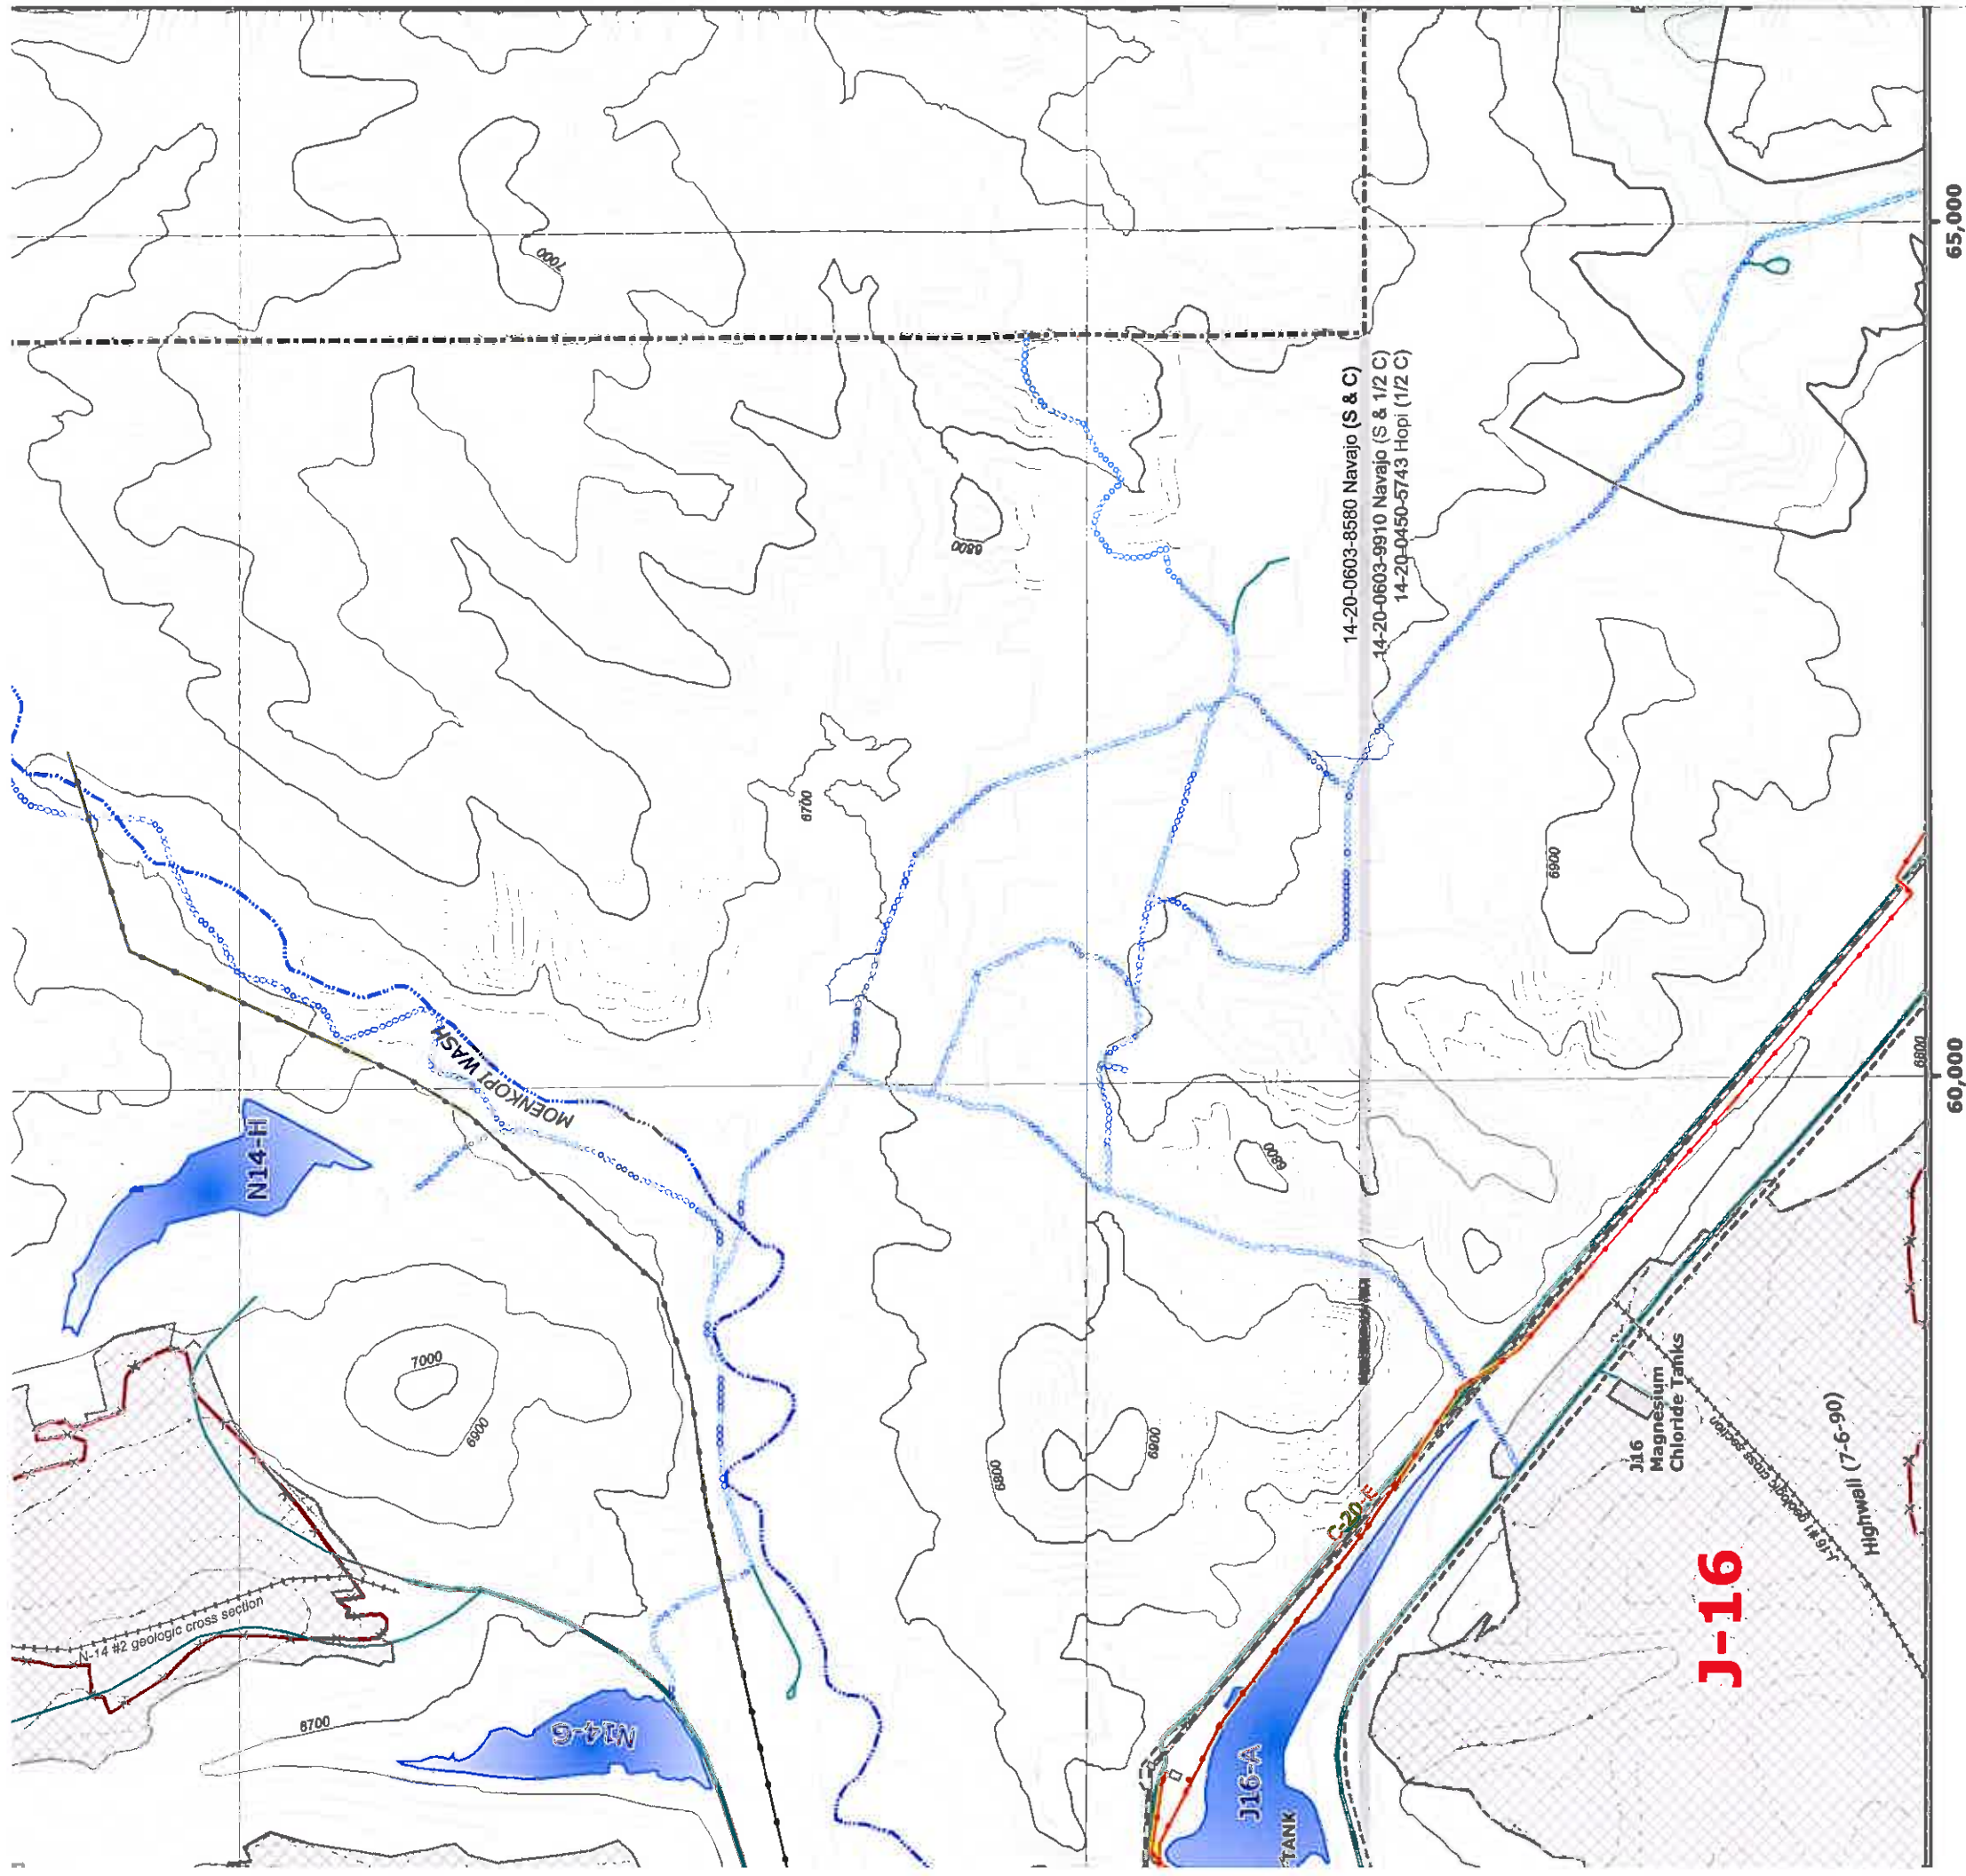 N14-H
MOENKOPI WASH
7000
6900
N-14 #2 geologic cross section
6700
N14-G
7000
6700
6800
14-20-0603-8580 Navajo (S & C)
14-20-0603-9910 Navajo (S & 1/2 C)
14-20-0450-5743 Hopi (1/2 C)
6900
6800
6800
6900
6800
C-20-E
J16-A
TANK
J16
Magnesium
Chloride Tanks
J-16 #1 geologic cross section
Highwall (7-6-90)
J-16
65,000
60,000